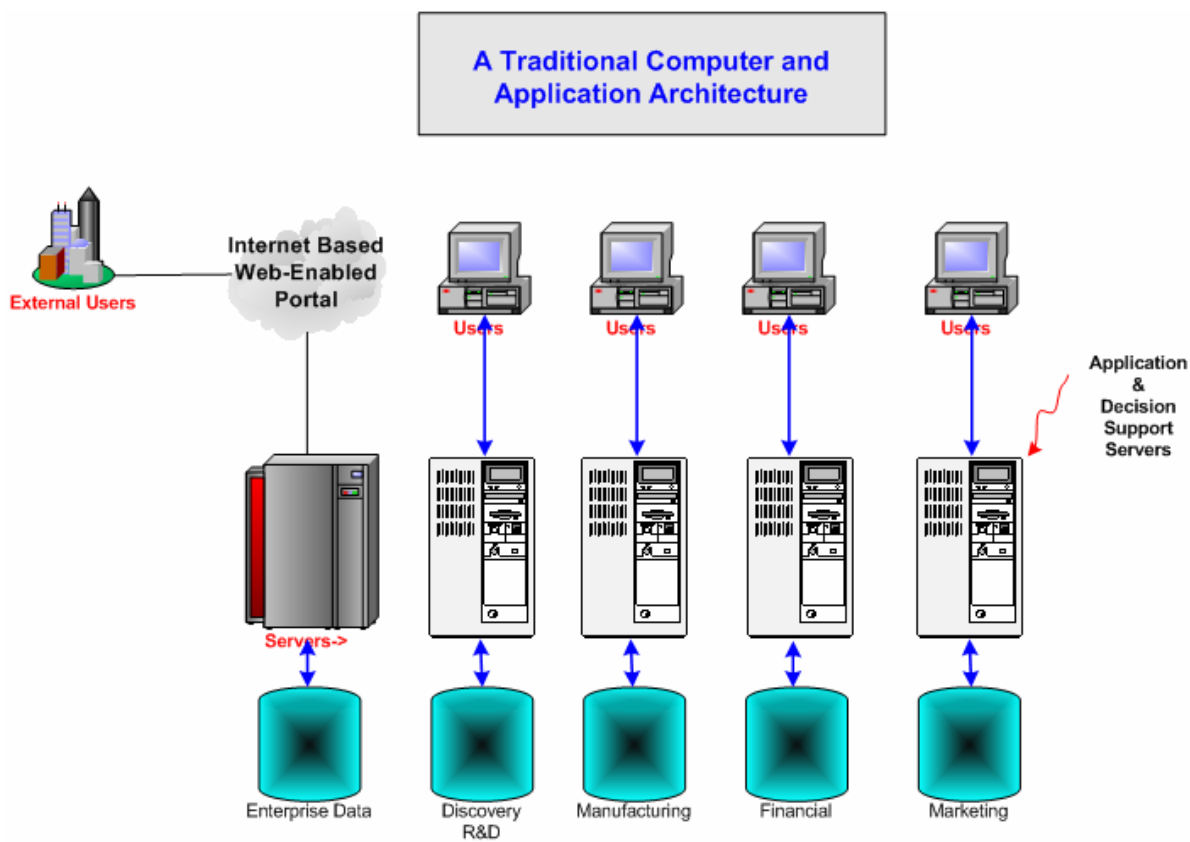 A Traditional Computer and
Application Architecture
External Users
Internet Based
Web-Enabled
Portal
Users
Users
Users
Users
Application
&
Decision
Support
Servers
Servers->
Enterprise Data
Discovery
R&D
Manufacturing
Financial
Marketing